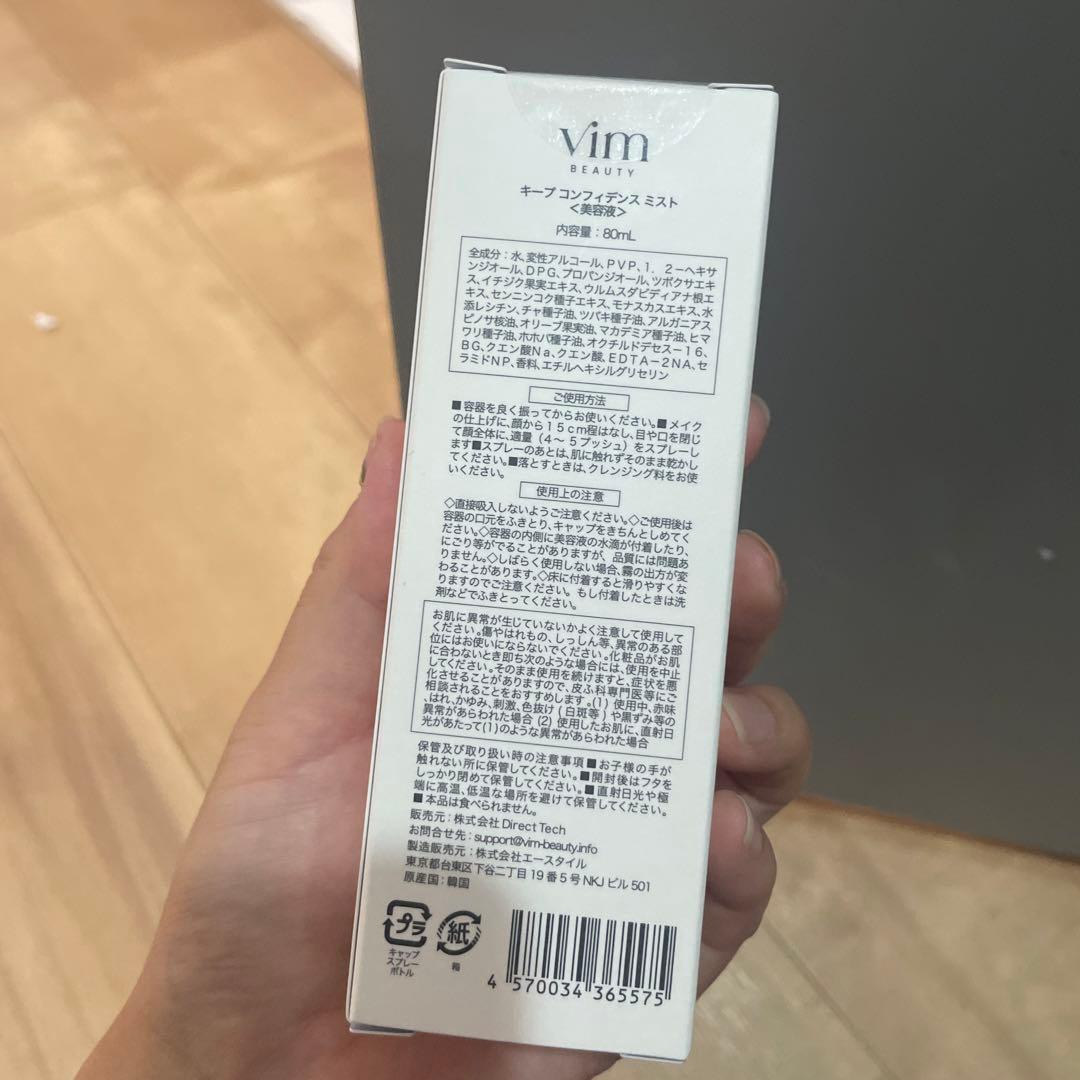 Vim
BEAUTY
キープ コンフィデンス ミスト
<美容液>
内容量：80mL
全成分：水、変性アルコール、PVP、1．2－ヘキサ
ンジオール、DPG、プロパンジオール、ツボクサエキ
ス、イチジク果実エキス、ウルムスダビディアナ根エ
キス、センニンコク種子エキス、モナスカスエキス、水
添レシチン、チャ種子油、ツバキ種子油、アルガニアス
ピノサ核油、オリーブ果実油、マカデミア種子油、ヒマ
ワリ種子油、ホホバ種子油、オクチルドデセス－16、
BG、クエン酸Na、クエン酸、EDTA－2NA、セ
ラミドNP、香料、エチルヘキシルグリセリン
ご使用方法
■容器を良く振ってからお使いください。■メイク
の仕上げに、顔から15cm程はなし、目や口を閉じ
て顔全体に、適量（4～5プッシュ）をスプレーし
ます■スプレーのあとは、肌に触れずそのまま乾かし
てください。■落とすときは、クレンジング料をお使
いください。
使用上の注意
◇直接吸入しないようご注意ください。◇ご使用後は
容器の口元をふきとり、キャップをきちんとしめてく
ださい。◇容器の内側に美容液の水滴が付着したり、
にごり等がでることがありますが、品質には問題あ
りません。◇しばらく使用しない場合、霧の出方が変
わることがあります。◇床に付着すると滑りやすくな
りますのでご注意ください。もし付着したときは洗
剤などでふきとってください。
お肌に異常が生じていないかよく注意して使用して
ください。傷やはれもの、しっしん等、異常のある部
位にはお使いにならないでください。化粧品がお肌
に合わないとき即ち次のような場合には、使用を中止
してください。そのまま使用を続けますと、症状を悪
化させることがありますので、皮ふ科専門医等にご
相談されることをおすすめします。(1) 使用中、赤味
、はれ、かゆみ、刺激、色抜け(白斑等)や黒ずみ等の
異常があらわれた場合 (2) 使用したお肌に、直射日
光があたって(1)のような異常があらわれた場合
保管及び取り扱い時の注意事項■お子様の手が
触れない所に保管してください。■開封後はフタを
しっかり閉めて保管してください。■直射日光や極
端に高温、低温な場所を避けて保管してください。
■本品は食べられません。
販売元：株式会社Direct Tech
お問合せ先：support@vim-beauty.info
製造販売元：株式会社エースタイル
東京都台東区下谷二丁目19番5号NKJビル501
原産国：韓国
プラ
キャップ
スプレー
ボトル
紙
箱
4 570034 365575